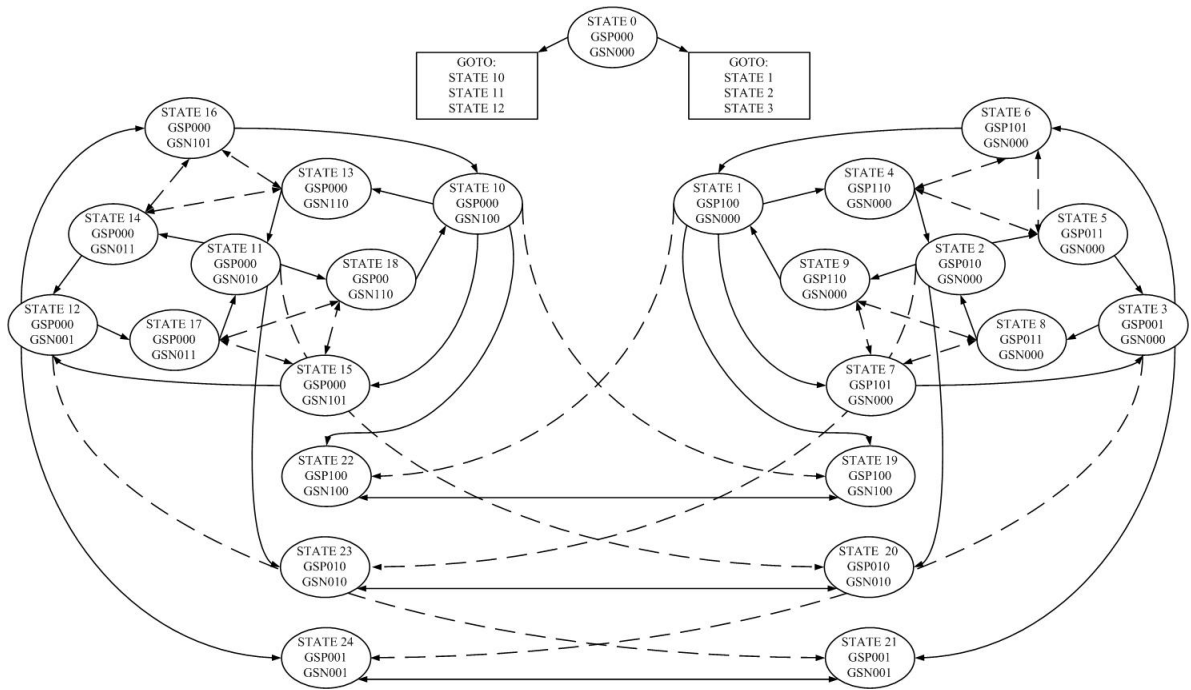 STATE 0
GSP000
GSN000
GOTO:
STATE 10
STATE 11
STATE 12
GOTO:
STATE 1
STATE 2
STATE 3
STATE 16
GSP000
GSN101
STATE 6
GSP101
GSN000
STATE 13
GSP000
GSN110
STATE 10
GSP000
GSN100
STATE 1
GSP100
GSN000
STATE 4
GSP110
GSN000
STATE 14
GSP000
GSN011
STATE 5
GSP011
GSN000
STATE 11
GSP000
GSN010
STATE 18
GSP00
GSN110
STATE 9
GSP110
GSN000
STATE 2
GSP010
GSN000
STATE 12
GSP000
GSN001
STATE 17
GSP000
GSN011
STATE 8
GSP011
GSN000
STATE 3
GSP001
GSN000
STATE 15
GSP000
GSN101
STATE 7
GSP101
GSN000
STATE 22
GSP100
GSN100
STATE 19
GSP100
GSN100
STATE 23
GSP010
GSN010
STATE 20
GSP010
GSN010
STATE 24
GSP001
GSN001
STATE 21
GSP001
GSN001